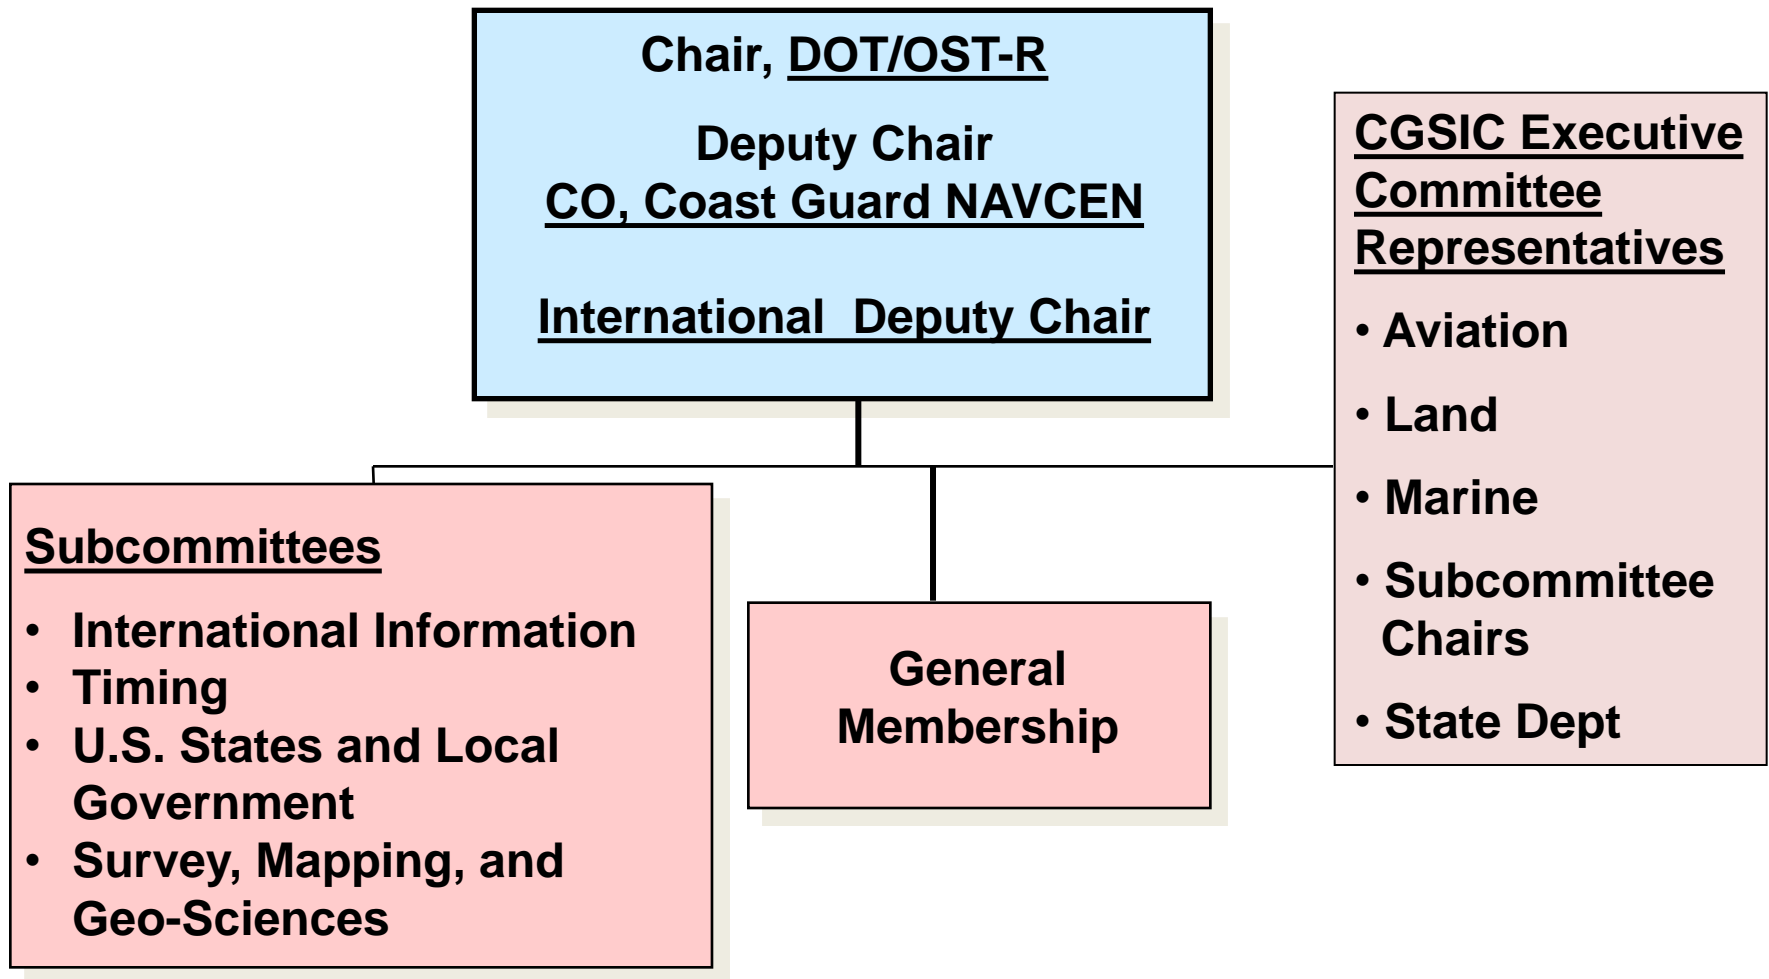 Chair, DOT/OST-R
Deputy Chair
CO, Coast Guard NAVCEN
International  Deputy Chair
CGSIC Executive
Committee
Representatives
• Aviation
• Land
• Marine
• Subcommittee
Chairs
• State Dept
Subcommittees
• International Information
• Timing
• U.S. States and Local
Government
• Survey, Mapping, and
Geo-Sciences
General
Membership